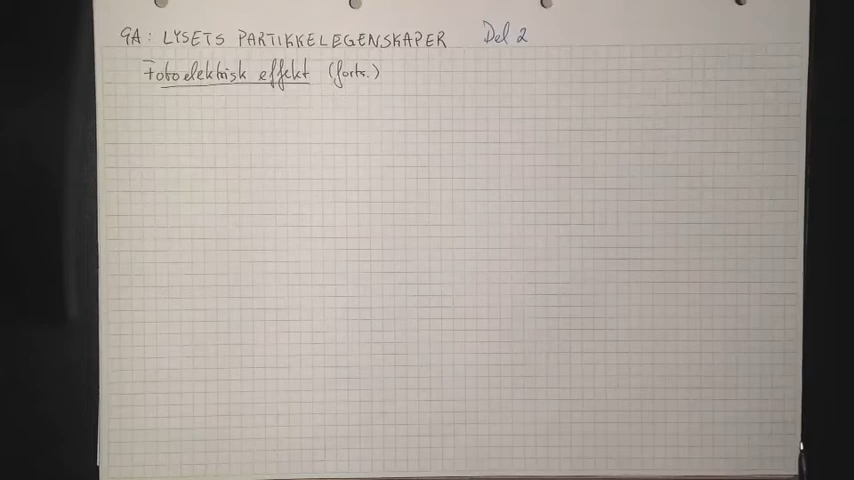 9A: LYSETS PARTIKKELEGENSKAPER Del 2
Fotoelektrisk effekt (forts.)